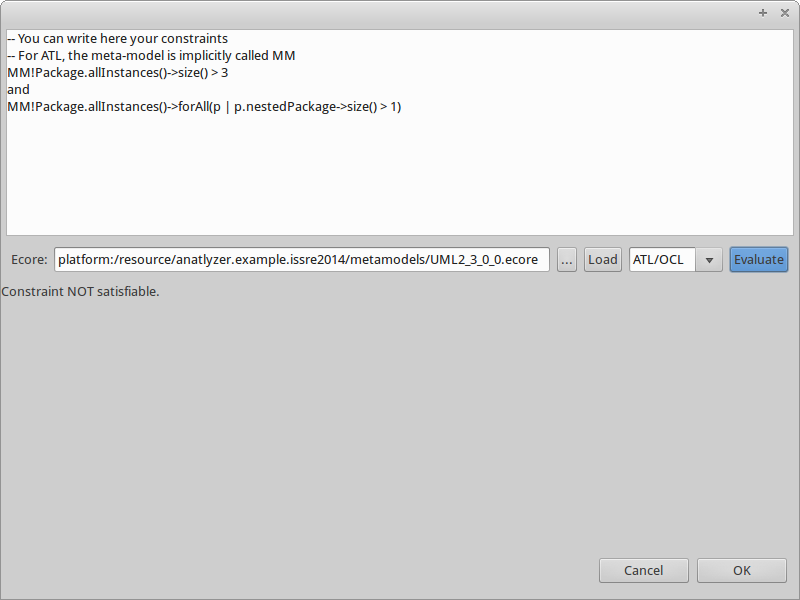 -- You can write here your constraints
-- For ATL, the meta-model is implicitly called MM
MM!Package.allInstances()->size() > 3
and
MM!Package.allInstances()->forAll(p | p.nestedPackage->size() > 1)
Ecore: platform:/resource/anatlyzer.example.issre2014/metamodels/UML2_3_0_0.ecore ... Load ATL/OCL Evaluate
Constraint NOT satisfiable.
Cancel OK